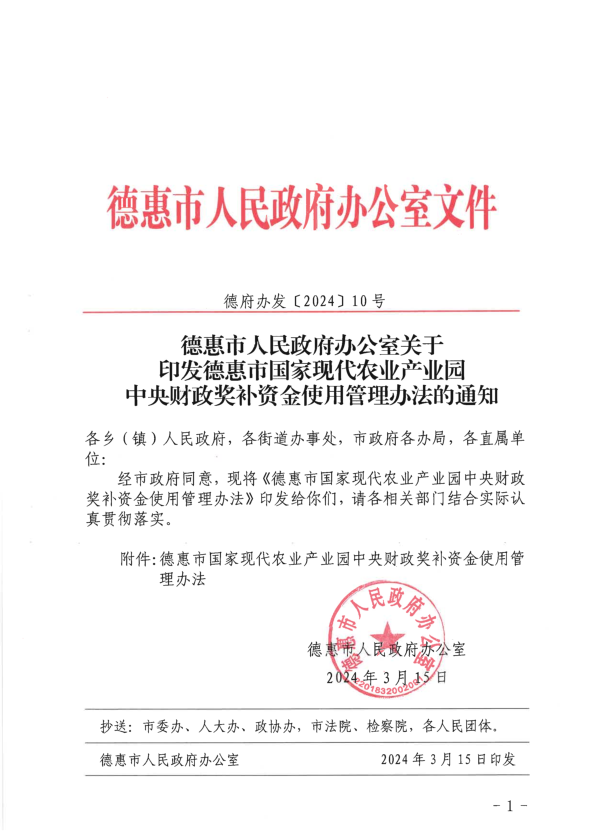 德惠市人民政府办公室文件
德府办发〔2024〕10号
德惠市人民政府办公室关于
印发德惠市国家现代农业产业园
中央财政奖补资金使用管理办法的通知
各乡（镇）人民政府，各街道办事处，市政府各办局，各直属单
位：
经市政府同意，现将《德惠市国家现代农业产业园中央财政
奖补资金使用管理办法》印发给你们，请各相关部门结合实际认
真贯彻落实。
附件：德惠市国家现代农业产业园中央财政奖补资金使用管
理办法
德惠市人民政府办公室
德惠市人民政府办公室
2024年3月15日
抄送：市委办、人大办、政协办，市法院、检察院，各人民团体。
德惠市人民政府办公室 2024年3月15日印发
- 1 -